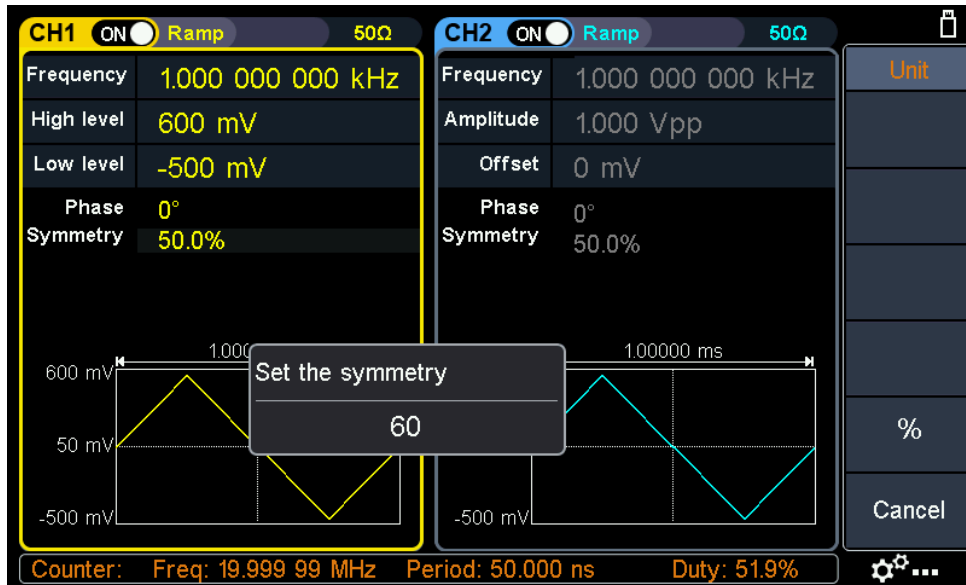 CH1 ON Ramp 50Ω
Frequency 1.000 000 000 kHz
High level 600 mV
Low level -500 mV
Phase 0°
Symmetry 50.0%
1.000
600 mV
50 mV
-500 mV
CH2 ON Ramp 50Ω
Frequency 1.000 000 000 kHz
Amplitude 1.000 Vpp
Offset 0 mV
Phase 0°
Symmetry 50.0%
1.00000 ms
-500 mV
Set the symmetry
60
Unit
%
Cancel
Counter: Freq: 19.999 99 MHz Period: 50.000 ns Duty: 51.9%